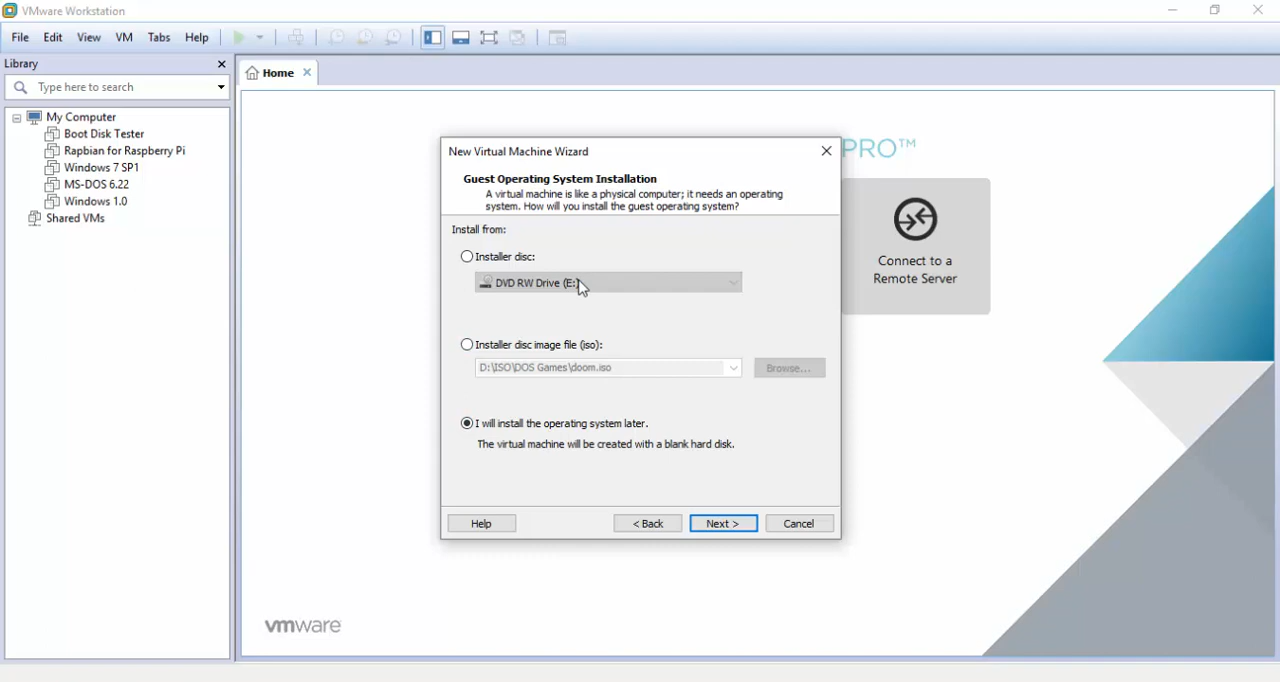 VMware Workstation
File Edit View VM Tabs Help
Library
Type here to search
Home
My Computer
Boot Disk Tester
Rapbian for Raspberry Pi
Windows 7 SP1
MS-DOS 6.22
Windows 1.0
Shared VMs
PRO™
Connect to a
Remote Server
New Virtual Machine Wizard
Guest Operating System Installation
A virtual machine is like a physical computer; it needs an operating
system. How will you install the guest operating system?
Install from:
Installer disc:
DVD RW Drive (E:)
Installer disc image file (iso):
D:\ISO\DOS Games\doom.iso
Browse...
I will install the operating system later.
The virtual machine will be created with a blank hard disk.
Help < Back Next > Cancel
vmware